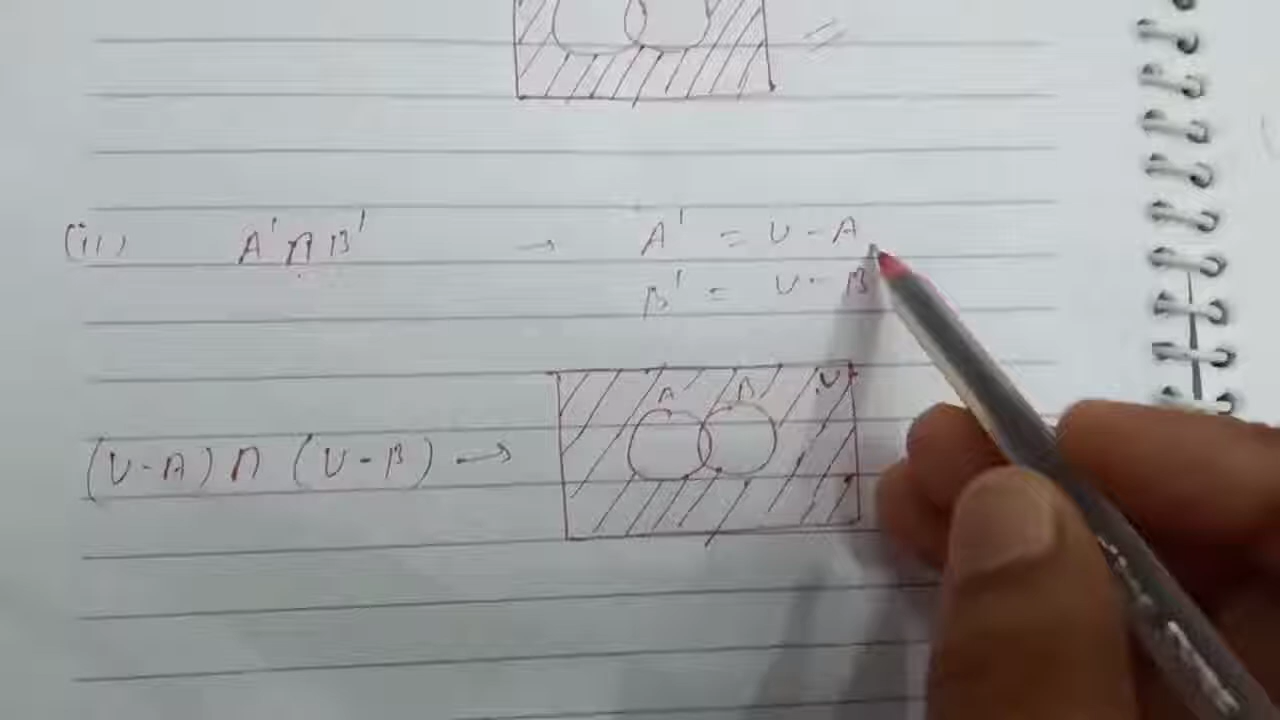 (ii) A' ∩ B' → A' = U - A
B' = U - B
A B U
(U - A) ∩ (U - B) →